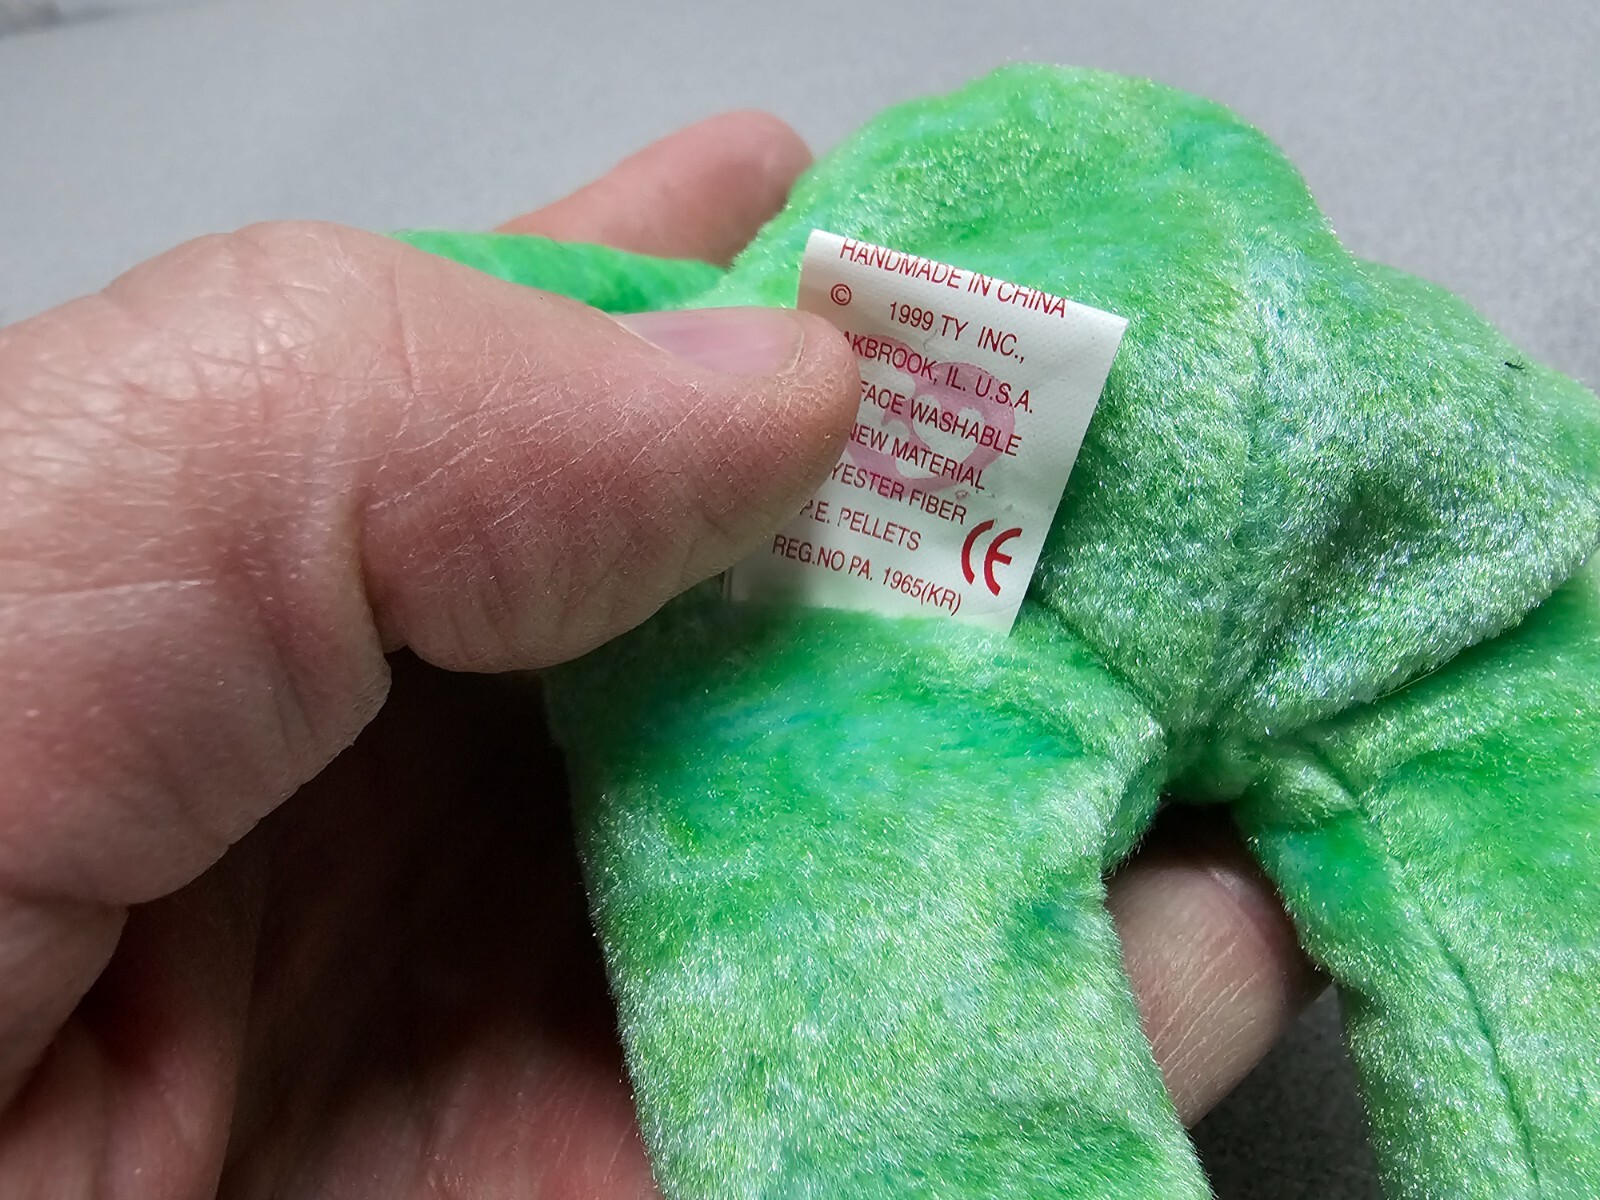 HANDMADE IN CHINA
© 1999 TY INC.,
AKBROOK, IL. U.S.A.
FACE WASHABLE
NEW MATERIAL
YESTER FIBER
P.E. PELLETS
REG.NO PA. 1965(KR)
CE